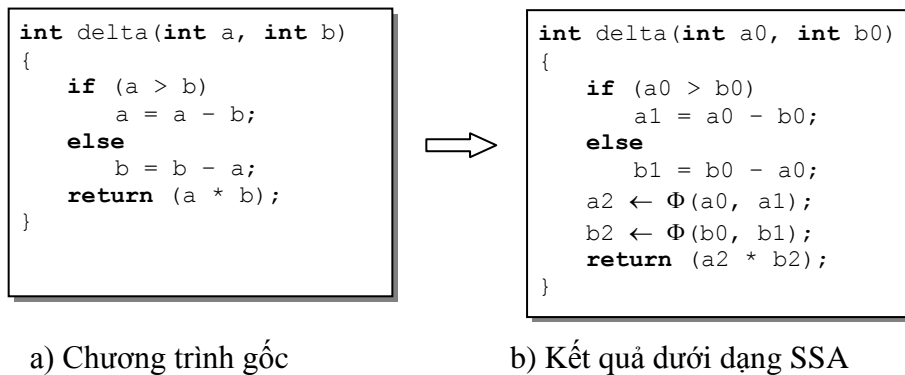 int delta(int a, int b)
{
if (a > b)
a = a – b;
else
b = b – a;
return (a * b);
}
int delta(int a0, int b0)
{
if (a0 > b0)
a1 = a0 – b0;
else
b1 = b0 – a0;
a2 ← Φ(a0, a1);
b2 ← Φ(b0, b1);
return (a2 * b2);
}
a) Chương trình gốc
b) Kết quả dưới dạng SSA